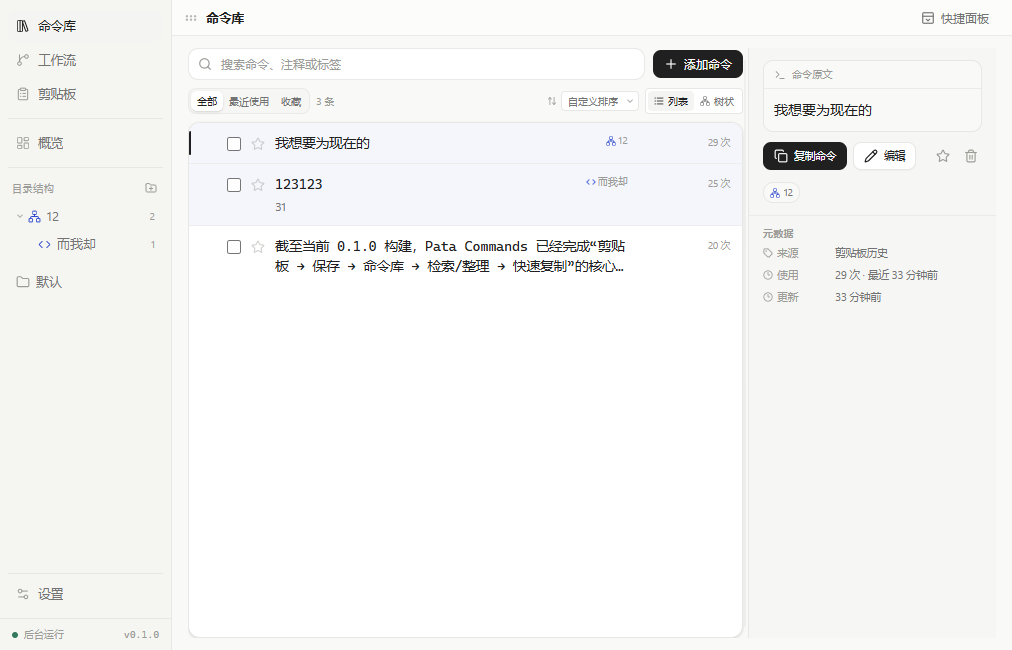 命令库
工作流
剪贴板
概览
目录结构
12 2
而我却 1
默认
设置
后台运行 v0.1.0
命令库
快捷面板
搜索命令、注释或标签
添加命令
全部 最近使用 收藏 3 条
自定义排序
列表 树状
我想要为现在的 12 29 次
123123 而我却 25 次
31
截至当前 0.1.0 构建，Pata Commands 已经完成“剪贴 20 次
板 → 保存 → 命令库 → 检索/整理 → 快速复制”的核心…
命令原文
我想要为现在的
复制命令 编辑
12
元数据
来源 剪贴板历史
使用 29 次 · 最近 33 分钟前
更新 33 分钟前